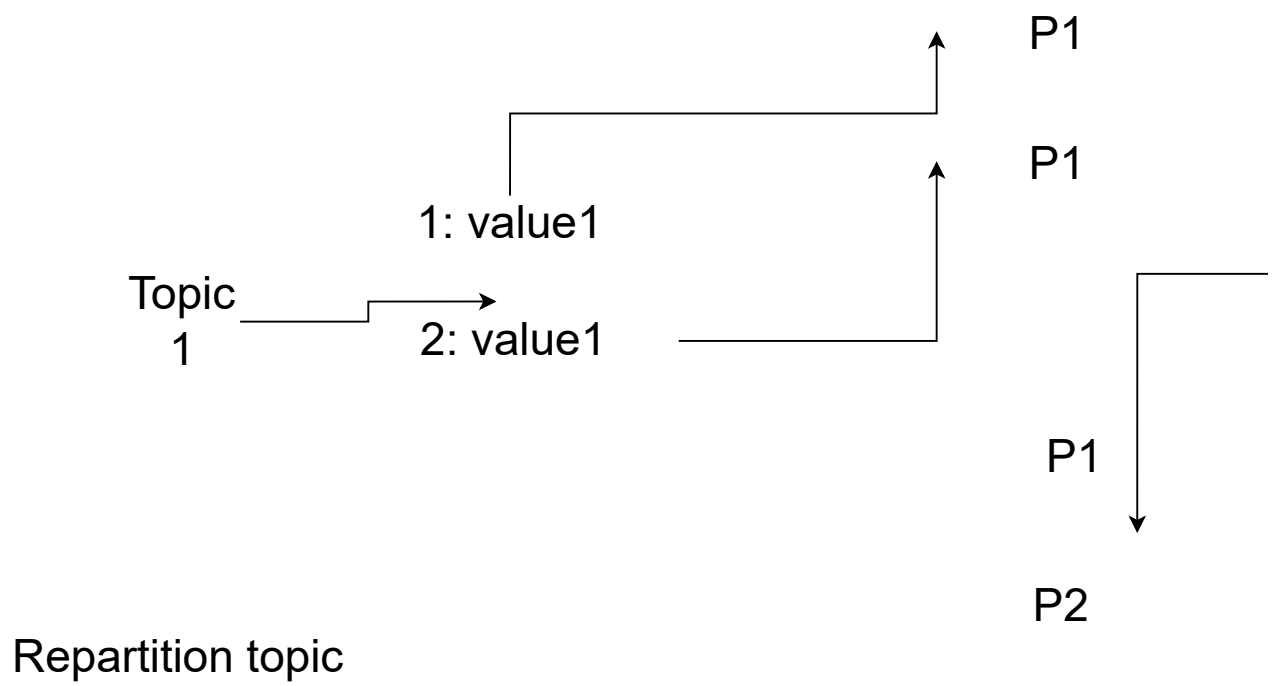 P1
P1
1: value1
Topic
1
2: value1
P1
P2
Repartition topic